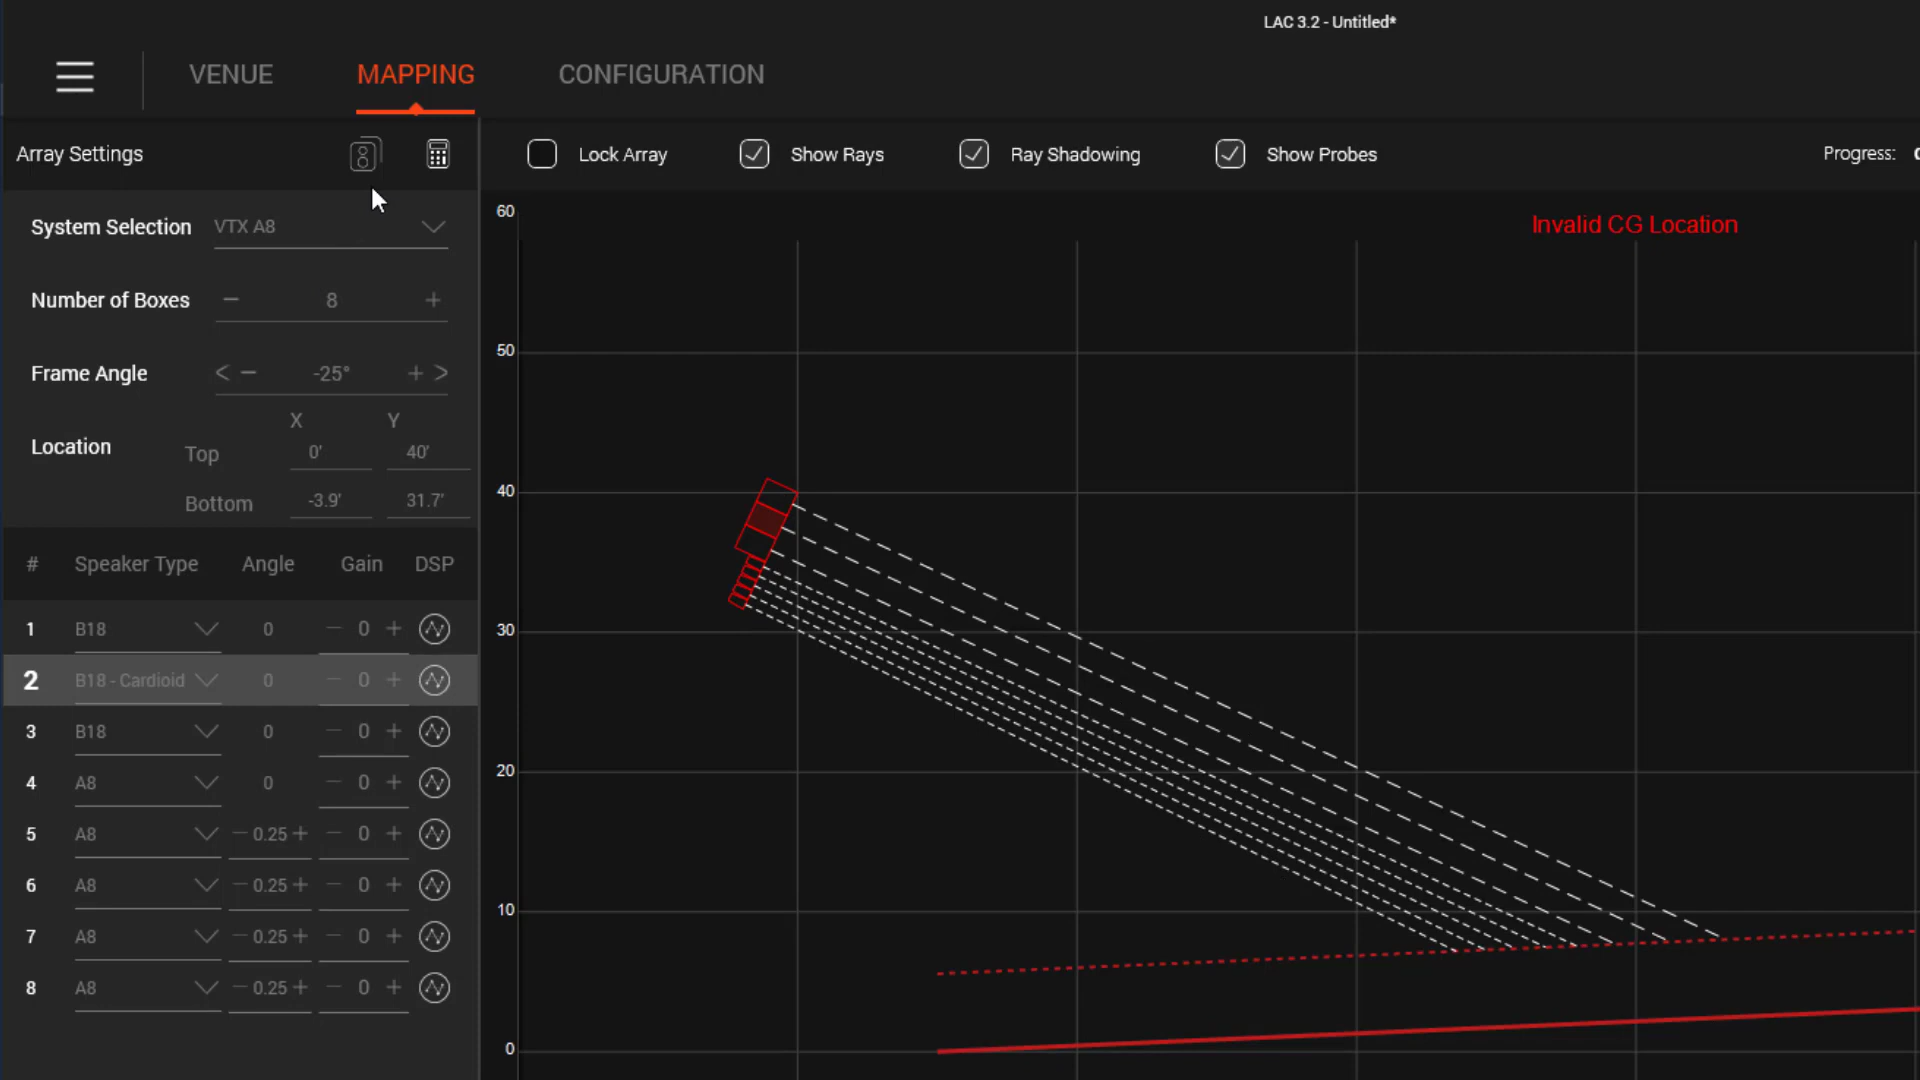 LAC 3.2 - Untitled*
VENUE MAPPING CONFIGURATION
Array Settings
Lock Array Show Rays Ray Shadowing Show Probes Progress:
System Selection VTX A8
Number of Boxes − 8 +
Frame Angle < − -25° + >
X Y
Location Top 0' 40'
Bottom -3.9' 31.7'
# Speaker Type Angle Gain DSP
1 B18 0 − 0 +
2 B18 - Cardioid 0 − 0 +
3 B18 0 − 0 +
4 A8 0 − 0 +
5 A8 − 0.25 + − 0 +
6 A8 − 0.25 + − 0 +
7 A8 − 0.25 + − 0 +
8 A8 − 0.25 + − 0 +
Invalid CG Location
60
50
40
30
20
10
0